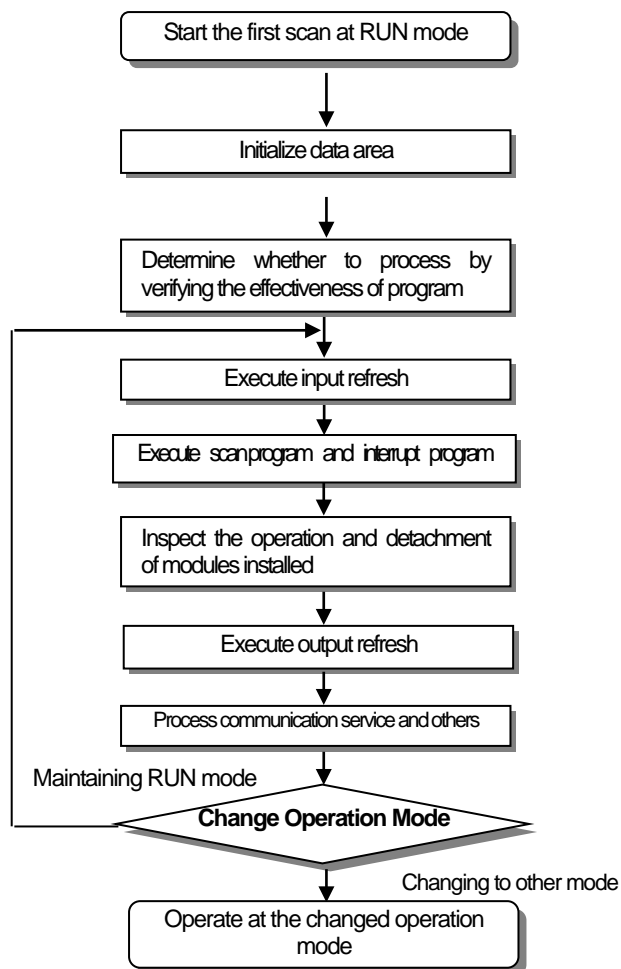 Start the first scan at RUN mode
Initialize data area
Determine whether to process by
verifying the effectiveness of program
Execute input refresh
Execute scan program and interrupt program
Inspect the operation and detachment
of modules installed
Execute output refresh
Process communication service and others
Maintaining RUN mode
Change Operation Mode
Changing to other mode
Operate at the changed operation
mode